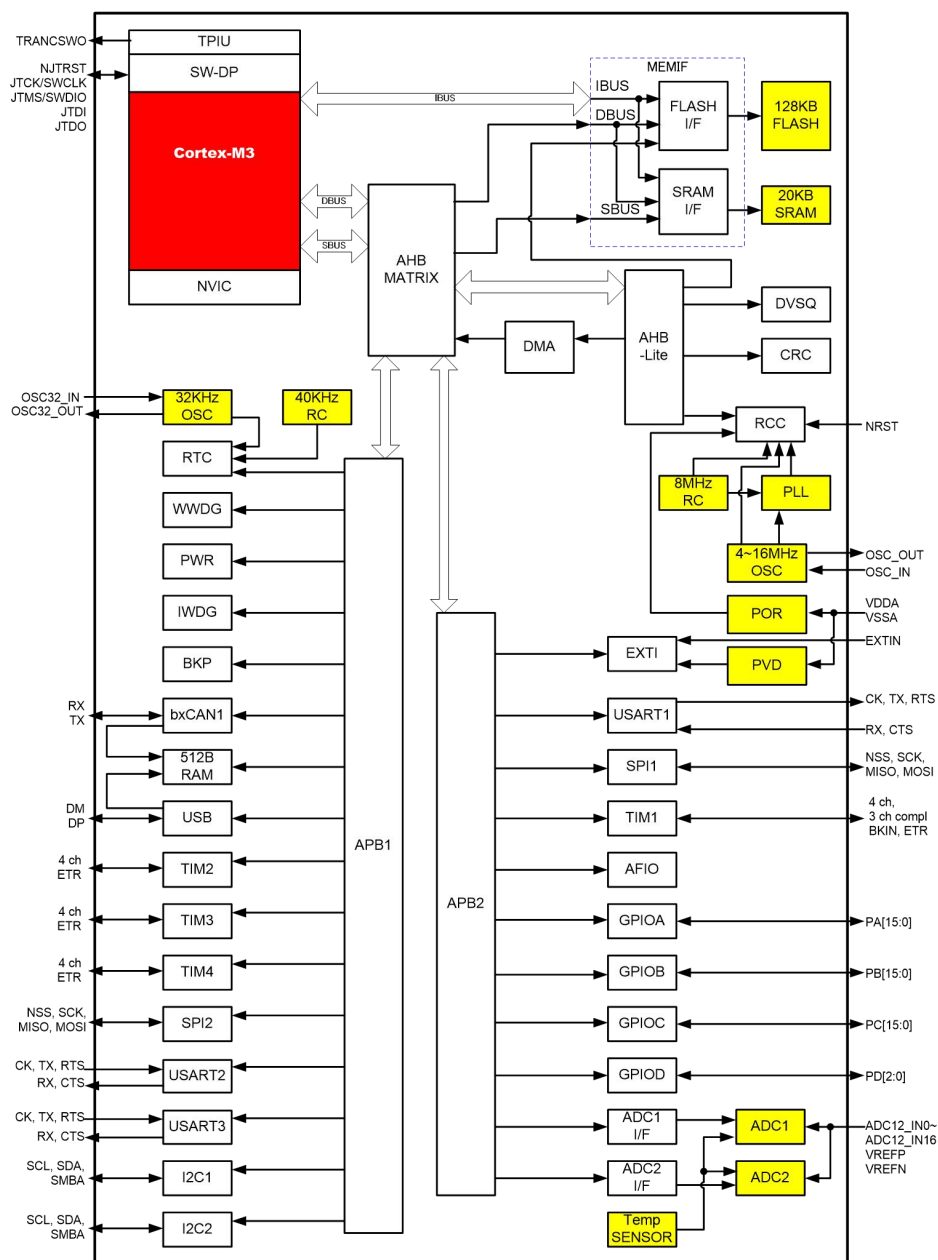 TRANCSWO
NJTRST
JTCK/SWCLK
JTMS/SWDIO
JTDI
JTDO
TPIU
SW-DP
Cortex-M3
NVIC
IBUS
DBUS
SBUS
AHB
MATRIX
MEMIF
IBUS
DBUS
SBUS
FLASH
I/F
SRAM
I/F
128KB
FLASH
20KB
SRAM
DMA
AHB
-Lite
DVSQ
CRC
RCC
NRST
8MHz
RC
PLL
4~16MHz
OSC
OSC_OUT
OSC_IN
POR
VDDA
VSSA
PVD
EXTIN
OSC32_IN
OSC32_OUT
32KHz
OSC
40KHz
RC
RTC
WWDG
PWR
IWDG
BKP
RX
TX
bxCAN1
512B
RAM
DM
DP
USB
4 ch
ETR
TIM2
4 ch
ETR
TIM3
4 ch
ETR
TIM4
NSS, SCK,
MISO, MOSI
SPI2
CK, TX, RTS
RX, CTS
USART2
CK, TX, RTS
RX, CTS
USART3
SCL, SDA,
SMBA
I2C1
SCL, SDA,
SMBA
I2C2
APB1
APB2
EXTI
USART1
CK, TX, RTS
RX, CTS
SPI1
NSS, SCK,
MISO, MOSI
TIM1
4 ch,
3 ch compl
BKIN, ETR
AFIO
GPIOA
PA[15:0]
GPIOB
PB[15:0]
GPIOC
PC[15:0]
GPIOD
PD[2:0]
ADC1
I/F
ADC1
ADC2
I/F
ADC2
ADC12_IN0~
ADC12_IN16
VREFP
VREFN
Temp
SENSOR